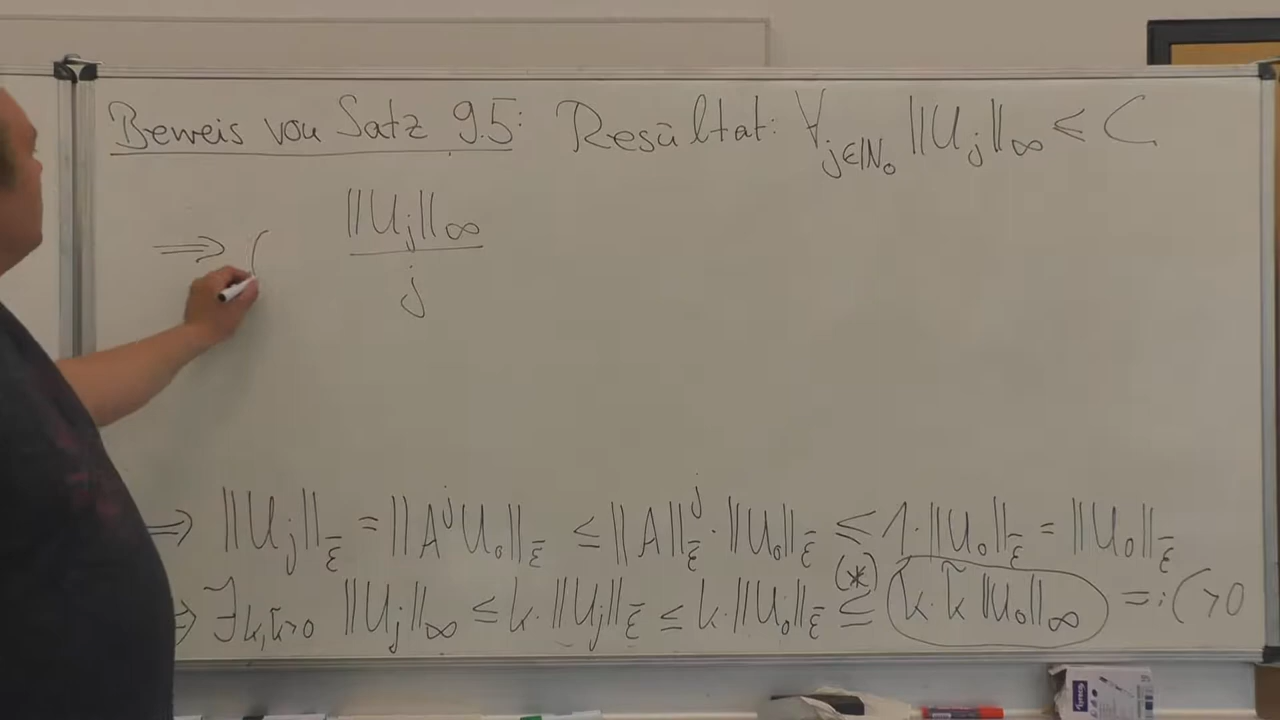 Beweis von Satz 9.5: Resultat: ∀_{j∈ℕ₀} ‖U_j‖_∞ ≤ C
⟹ ( ‖U_j‖_∞ / j
⟹ ‖U_j‖_ε̄ = ‖A^j U_0‖_ε̄ ≤ ‖A‖^j_ε̄ · ‖U_0‖_ε̄ ≤ 1·‖U_0‖_ε̄ = ‖U_0‖_ε̄
⟹ ∃_{k,k̃>0} ‖U_j‖_∞ ≤ k·‖U_j‖_ε̄ ≤ k·‖U_0‖_ε̄ ≤^{(*)} k·k̃ ‖U_0‖_∞ =: C > 0